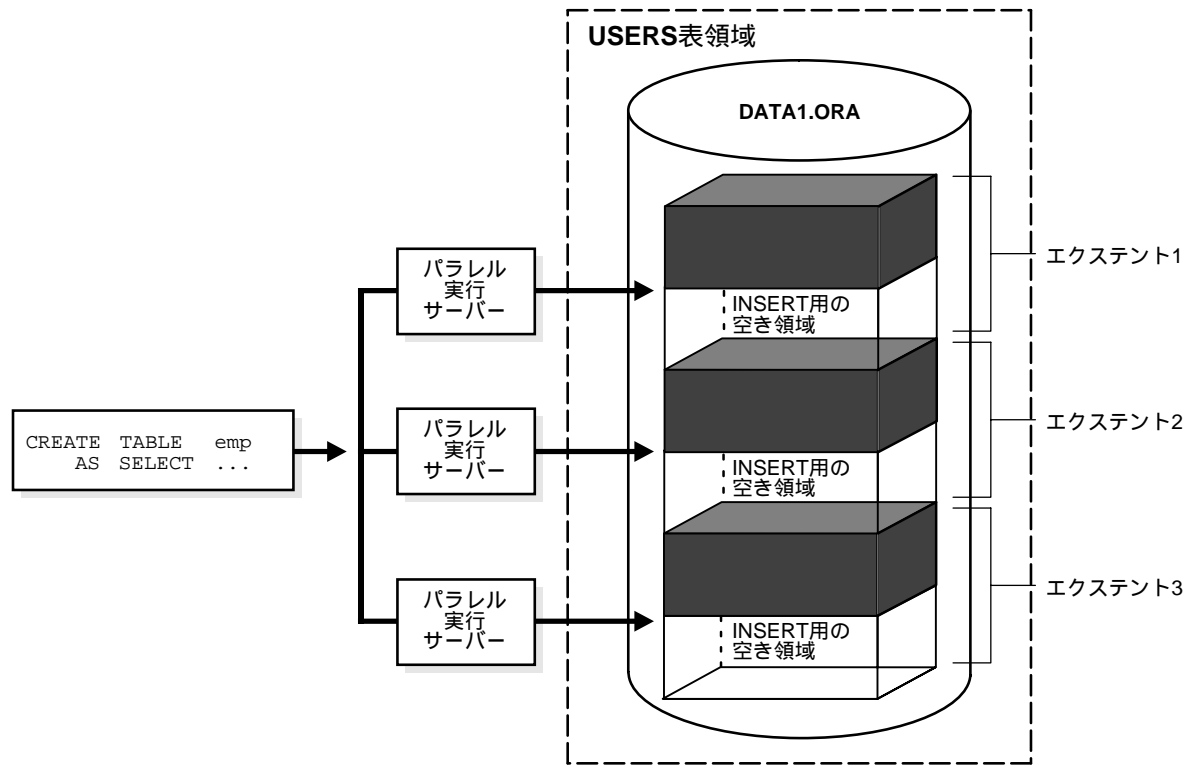 USERS表領域
DATA1.ORA
パラレル
実行
サーバー
INSERT用の
空き領域
エクステント1
CREATE TABLE emp
AS SELECT ...
パラレル
実行
サーバー
INSERT用の
空き領域
エクステント2
パラレル
実行
サーバー
INSERT用の
空き領域
エクステント3